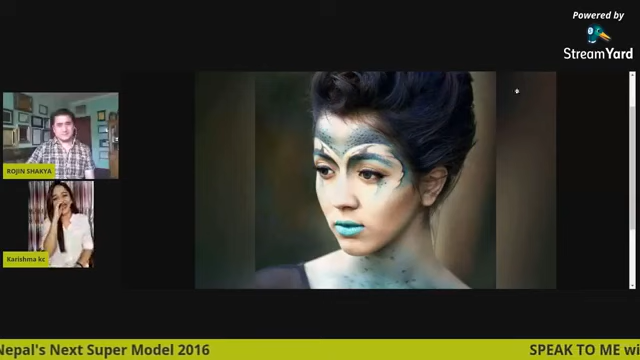 Powered by
StreamYard
ROJIN SHAKYA
Karishma kc
Nepal's Next Super Model 2016
SPEAK TO ME wi